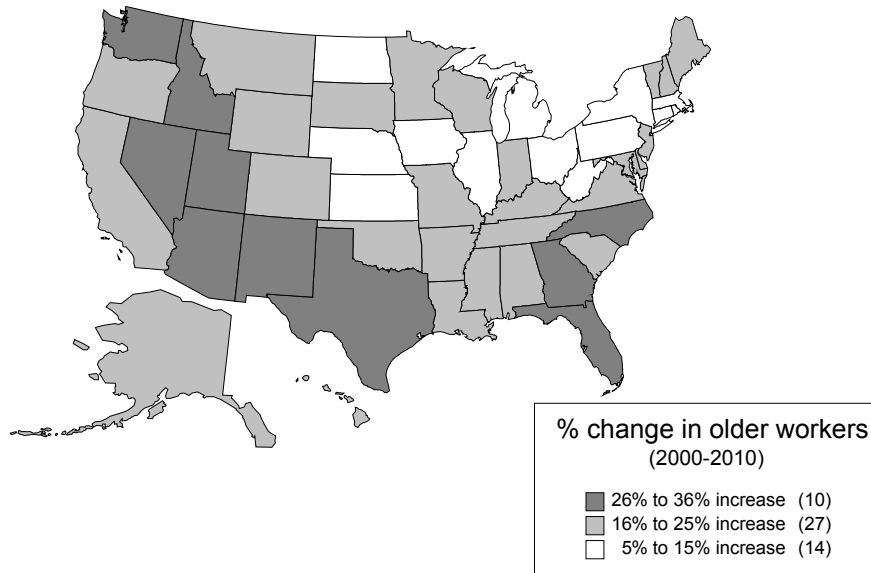 % change in older workers
(2000-2010)
26% to 36% increase (10)
16% to 25% increase (27)
5% to 15% increase (14)